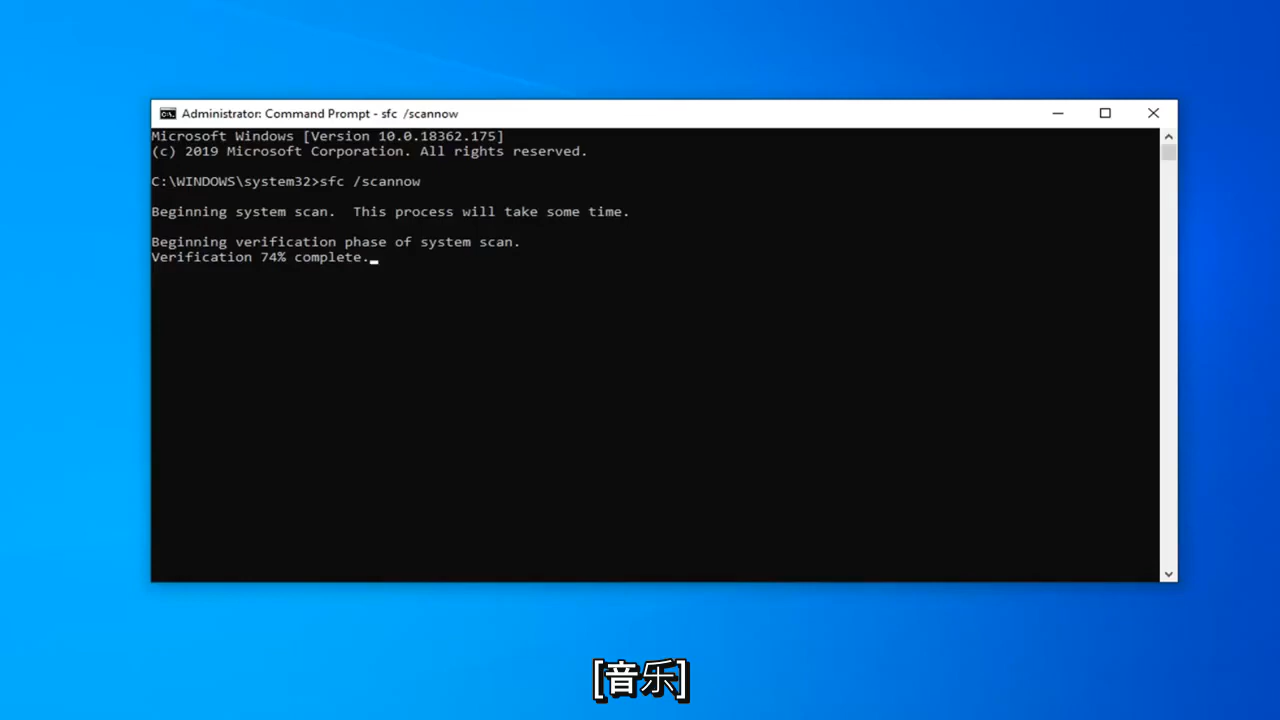 Administrator: Command Prompt - sfc  /scannow
Microsoft Windows [Version 10.0.18362.175]
(c) 2019 Microsoft Corporation. All rights reserved.
C:\WINDOWS\system32>sfc /scannow
Beginning system scan.  This process will take some time.
Beginning verification phase of system scan.
Verification 74% complete.
[音乐]